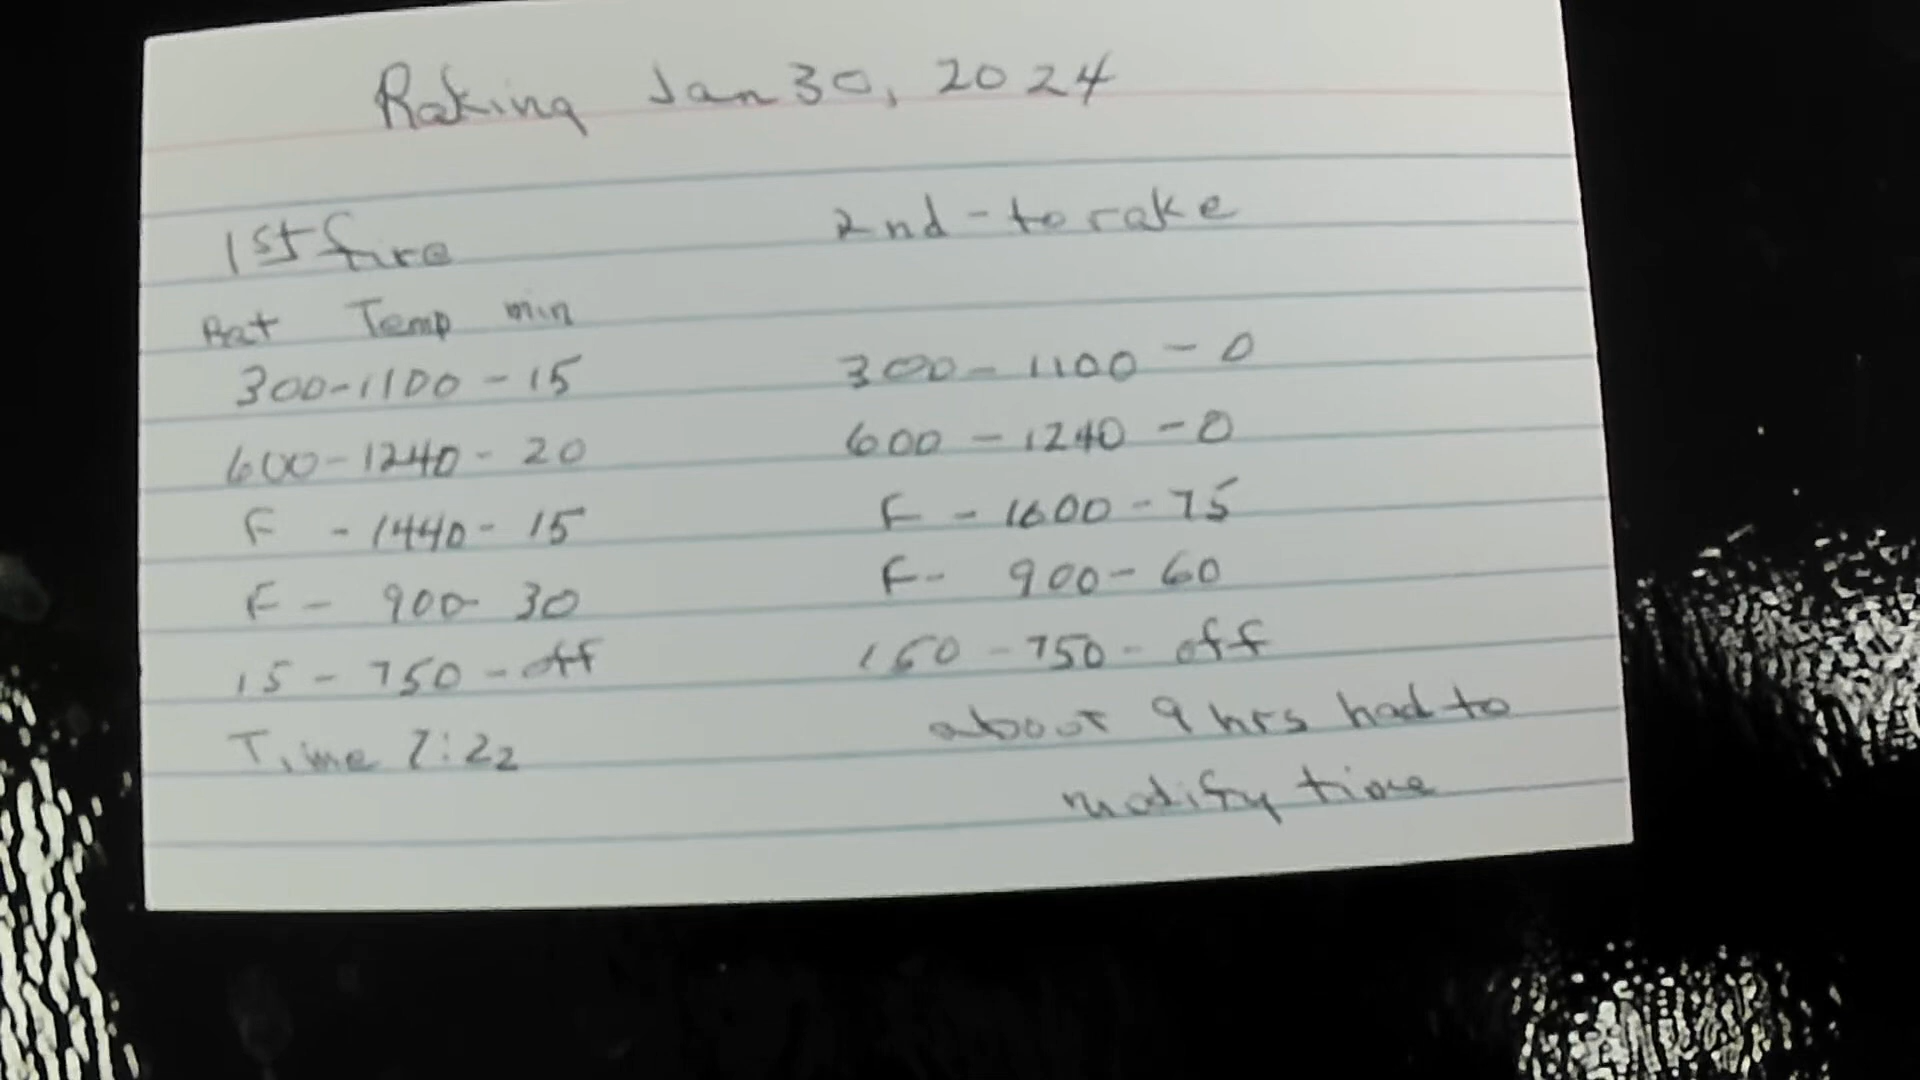 Raking Jan 30, 2024
1st fire
2nd - to rake
Rat Temp min
300-1100-15
300-1100-0
600-1240-20
600-1240-0
F -1440-15
F -1600-75
F - 900-30
F- 900-60
15-750-off
150-750-off
Time 7:22
about 9 hrs had to
modify time